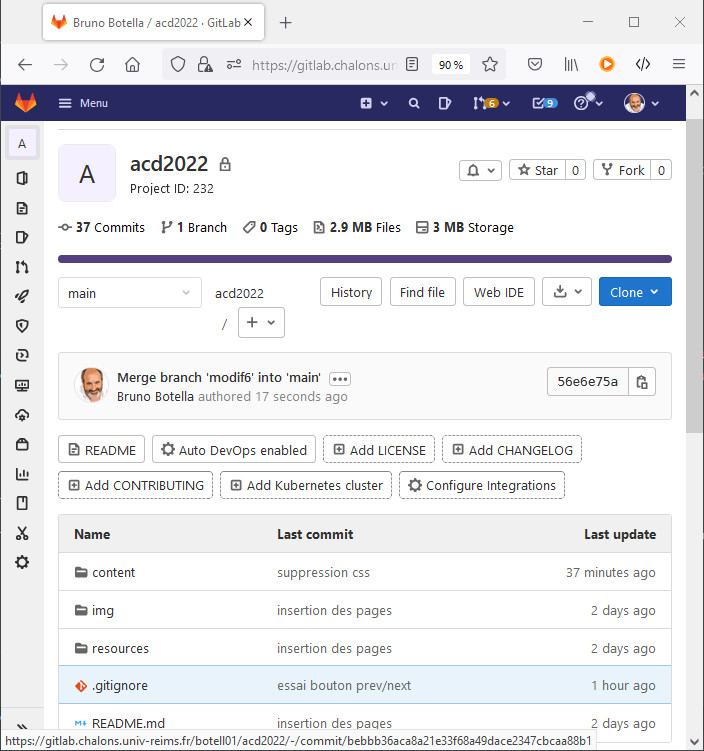 Bruno Botella / acd2022 · GitLab
https://gitlab.chalons.un
90 %
Menu
6
9
A
A
acd2022
Project ID: 232
Star 0
Fork 0
37 Commits
1 Branch
0 Tags
2.9 MB Files
3 MB Storage
main
acd2022
/
+
History
Find file
Web IDE
Clone
Merge branch 'modif6' into 'main'
Bruno Botella authored 17 seconds ago
56e6e75a
README
Auto DevOps enabled
Add LICENSE
Add CHANGELOG
Add CONTRIBUTING
Add Kubernetes cluster
Configure Integrations
Name Last commit Last update
content suppression css 37 minutes ago
img insertion des pages 2 days ago
resources insertion des pages 2 days ago
.gitignore essai bouton prev/next 1 hour ago
README.md insertion des pages 2 days ago
https://gitlab.chalons.univ-reims.fr/botell01/acd2022/-/commit/bebbb36aca8a21e33f68a49dace2347cbcaa88b1